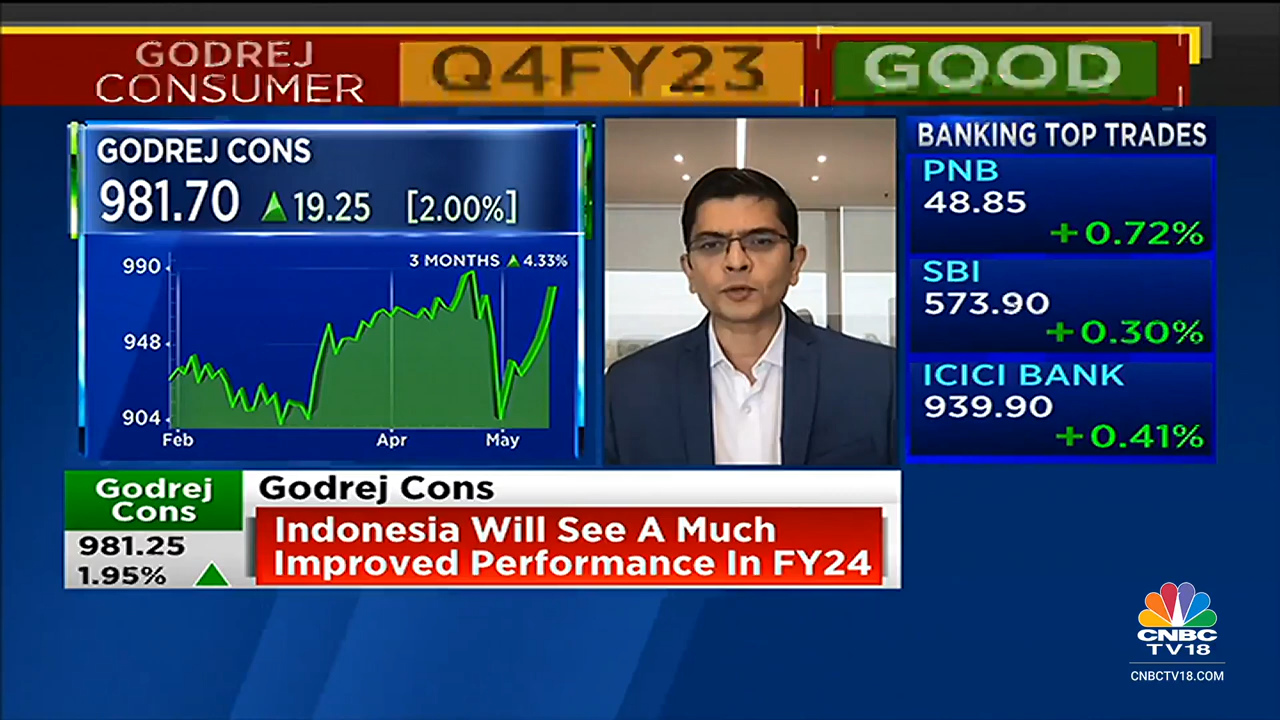 GODREJ
CONSUMER
Q4FY23
GOOD
GODREJ CONS
981.70 ▲ 19.25 [2.00%]
3 MONTHS ▲ 4.33%
990
948
904
Feb Apr May
BANKING TOP TRADES
PNB
48.85
+0.72%
SBI
573.90
+0.30%
ICICI BANK
939.90
+0.41%
Godrej
Cons
981.25
1.95% ▲
Godrej Cons
Indonesia Will See A Much
Improved Performance In FY24
CNBC
TV18
CNBCTV18.COM